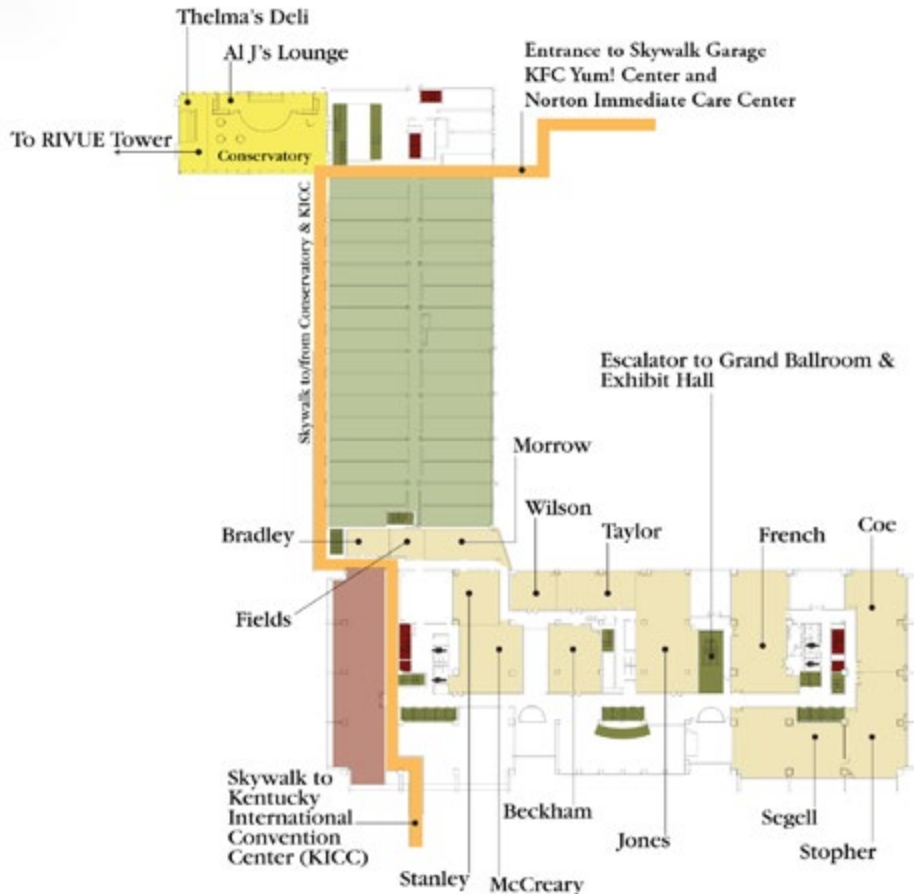 Thelma's Deli
Al J's Lounge
Entrance to Skywalk Garage
KFC Yum! Center and
Norton Immediate Care Center
To RIVUE Tower
Conservatory
Skywalk to/from Conservatory & KICC
Escalator to Grand Ballroom &
Exhibit Hall
Morrow
Wilson
Taylor
French
Coe
Bradley
Fields
Skywalk to
Kentucky
International
Convention
Center (KICC)
Stanley
McCreary
Beckham
Jones
Segell
Stopher